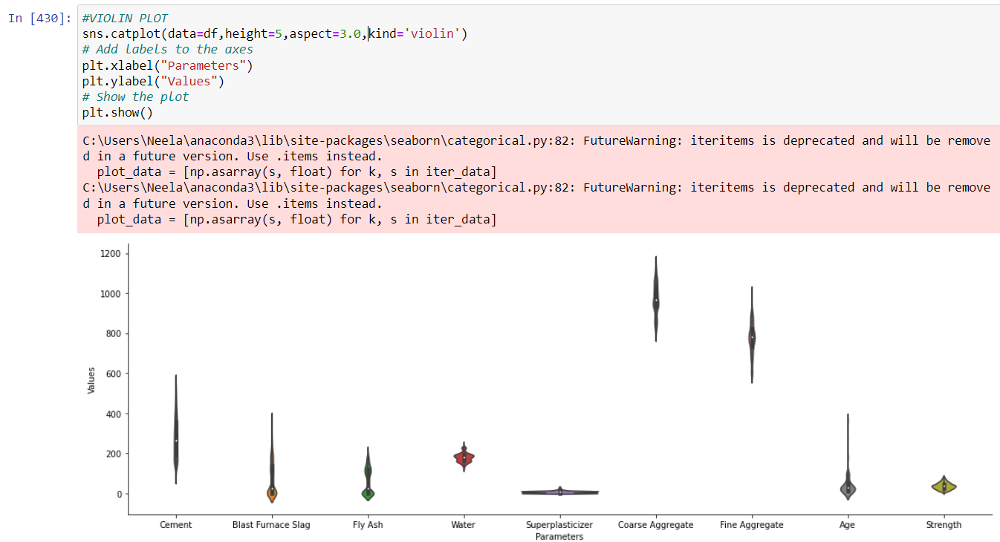 In [430]:
#VIOLIN PLOT
sns.catplot(data=df,height=5,aspect=3.0,kind='violin')
# Add labels to the axes
plt.xlabel("Parameters")
plt.ylabel("Values")
# Show the plot
plt.show()
C:\Users\Neela\anaconda3\lib\site-packages\seaborn\categorical.py:82: FutureWarning: iteritems is deprecated and will be remove
d in a future version. Use .items instead.
  plot_data = [np.asarray(s, float) for k, s in iter_data]
C:\Users\Neela\anaconda3\lib\site-packages\seaborn\categorical.py:82: FutureWarning: iteritems is deprecated and will be remove
d in a future version. Use .items instead.
  plot_data = [np.asarray(s, float) for k, s in iter_data]
1200
1000
800
600
400
200
0
Values
Cement Blast Furnace Slag Fly Ash Water Superplasticizer Coarse Aggregate Fine Aggregate Age Strength
Parameters